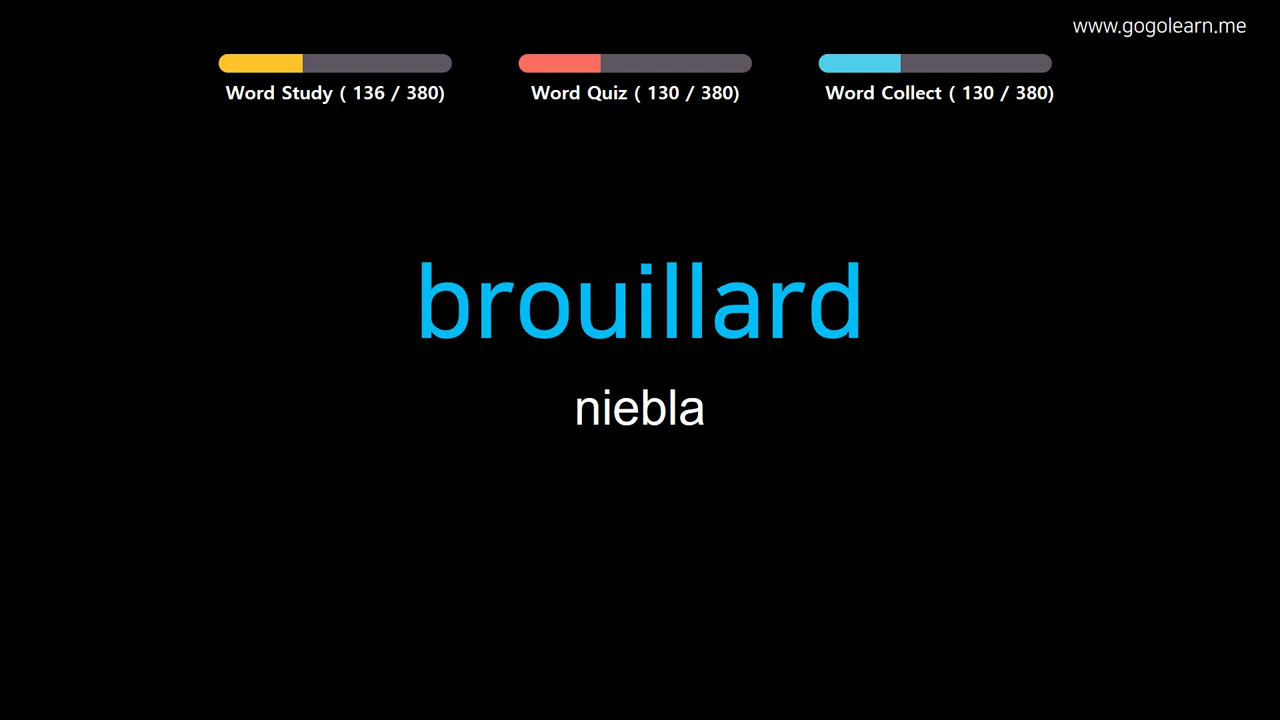 www.gogolearn.me
Word Study ( 136 / 380)
Word Quiz ( 130 / 380)
Word Collect ( 130 / 380)
brouillard
niebla